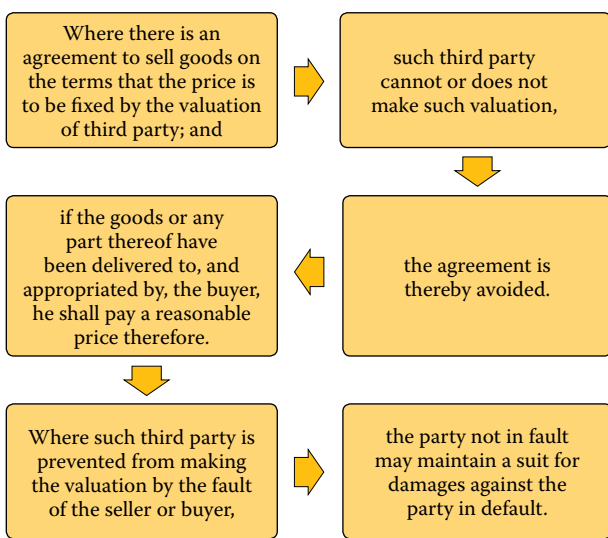 Where there is an
agreement to sell goods on
the terms that the price is
to be fixed by the valuation
of third party; and
such third party
cannot or does not
make such valuation,
the agreement is
thereby avoided.
if the goods or any
part thereof have
been delivered to, and
appropriated by, the buyer,
he shall pay a reasonable
price therefore.
Where such third party is
prevented from making
the valuation by the fault
of the seller or buyer,
the party not in fault
may maintain a suit for
damages against the
party in default.